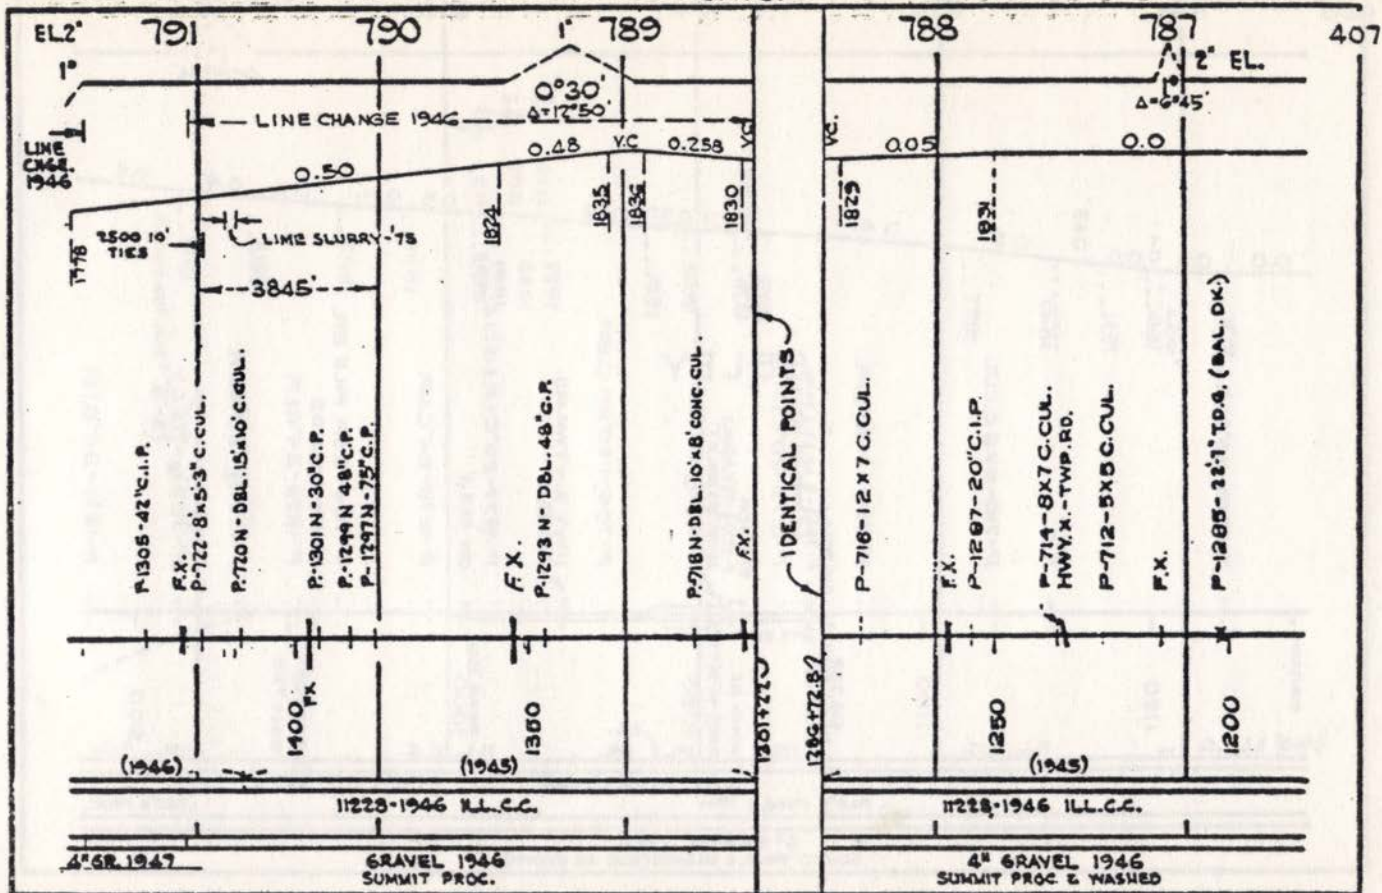 791 790 789 788 787 407
EL2"
1°
1°
2" EL.
0°30'
Δ=12°50'
Δ=6°45'
LINE CHANGE 1946
LINE
CHGE
1946
0.50
0.48
V.C
0.258
V.C.
V.C.
0.05
0.0
1778
1824
1835
1836
1830
1829
1831
2500 10'
TIES
LIME SLURRY-'75
3845'
P-1305-42" C.I.P.
F.X.
P-722-8'x5'-3" C.CUL.
P-720N-DBL.15'x10' C.CUL.
P-1301N-30" C.P.
P-1299N 48" C.P.
P-1297N-75" C.P.
F.X.
P-1293N-DBL.48" C.P.
P-718N-DBL.10'x8' CONC.CUL.
F.X.
IDENTICAL POINTS
P-716-12X7 C.CUL.
F.X.
P-1287-20" C.I.P.
P-714-8X7 C.CUL.
HWY.X.-TWP.RD.
P-712-5X5 C.CUL.
F.X.
P-1285-22'-7" T.D.G. (BAL.DK.)
1400
FX
1350
1250
1200
(1946)
(1945)
(1945)
11228-1946 ILL.C.C.
11228-1946 ILL.C.C.
4" GR. 1947
GRAVEL 1946
SUMMIT PROC.
4" GRAVEL 1946
SUMMIT PROC & WASHED